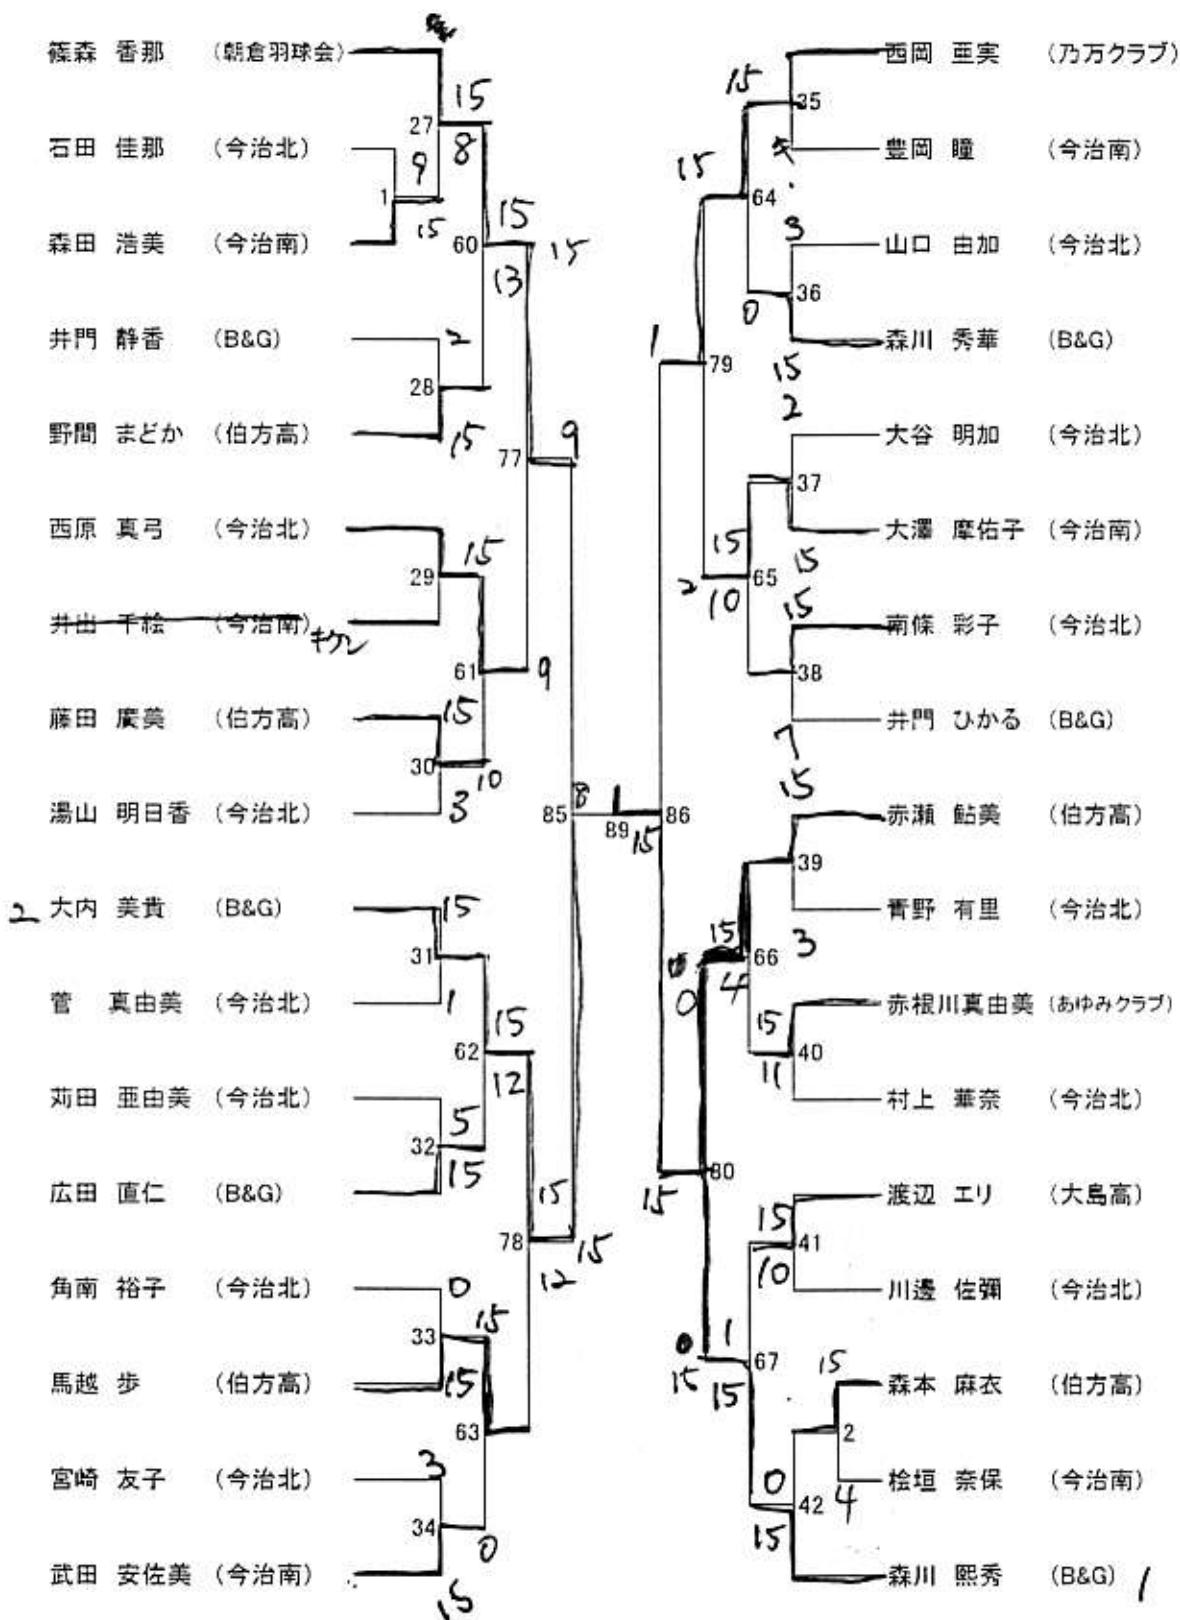 篠森 香那 (朝倉羽球会)
石田 佳那 (今治北)
森田 浩美 (今治南)
井門 静香 (B&G)
野間 まどか (伯方高)
西原 真弓 (今治北)
井出 千絵 (今治南) キケン
藤田 廣美 (伯方高)
湯山 明日香 (今治北)
2 大内 美貴 (B&G)
菅 真由美 (今治北)
苅田 亜由美 (今治北)
広田 直仁 (B&G)
角南 裕子 (今治北)
馬越 歩 (伯方高)
宮崎 友子 (今治北)
武田 安佐美 (今治南)
15
27
8
9
1
15
15
60
13
15
2
28
15
77
9
15
29
61
9
15
30
10
3
85
8
89
1
15
86
15
31
1
15
62
12
5
32
15
15
78
12
15
0
33
15
15
63
3
34
0
15
西岡 亜実 (乃万クラブ)
豊岡 瞳 (今治南)
山口 由加 (今治北)
森川 秀華 (B&G)
大谷 明加 (今治北)
大澤 摩佑子 (今治南)
南條 彩子 (今治北)
井門 ひかる (B&G)
赤瀬 鮎美 (伯方高)
青野 有里 (今治北)
赤根川真由美 (あゆみクラブ)
村上 華奈 (今治北)
渡辺 エリ (大島高)
川邊 佐彌 (今治北)
森本 麻衣 (伯方高)
桧垣 奈保 (今治南)
森川 熙秀 (B&G) 1
15
35
キ
15
64
3
36
0
15
1
79
2
37
15
15
2
10
65
15
38
7
15
39
3
15
66
0
4
15
40
11
80
15
15
41
10
1
67
15
15
15
2
4
0
42
15